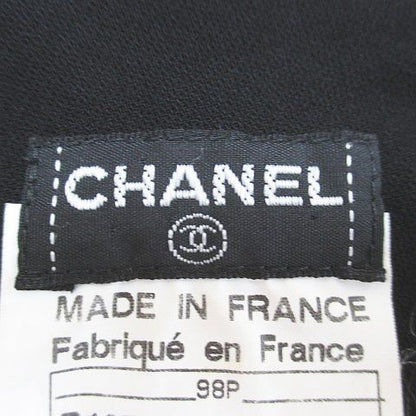 CHANEL
MADE IN FRANCE
Fabriqué en France
98P